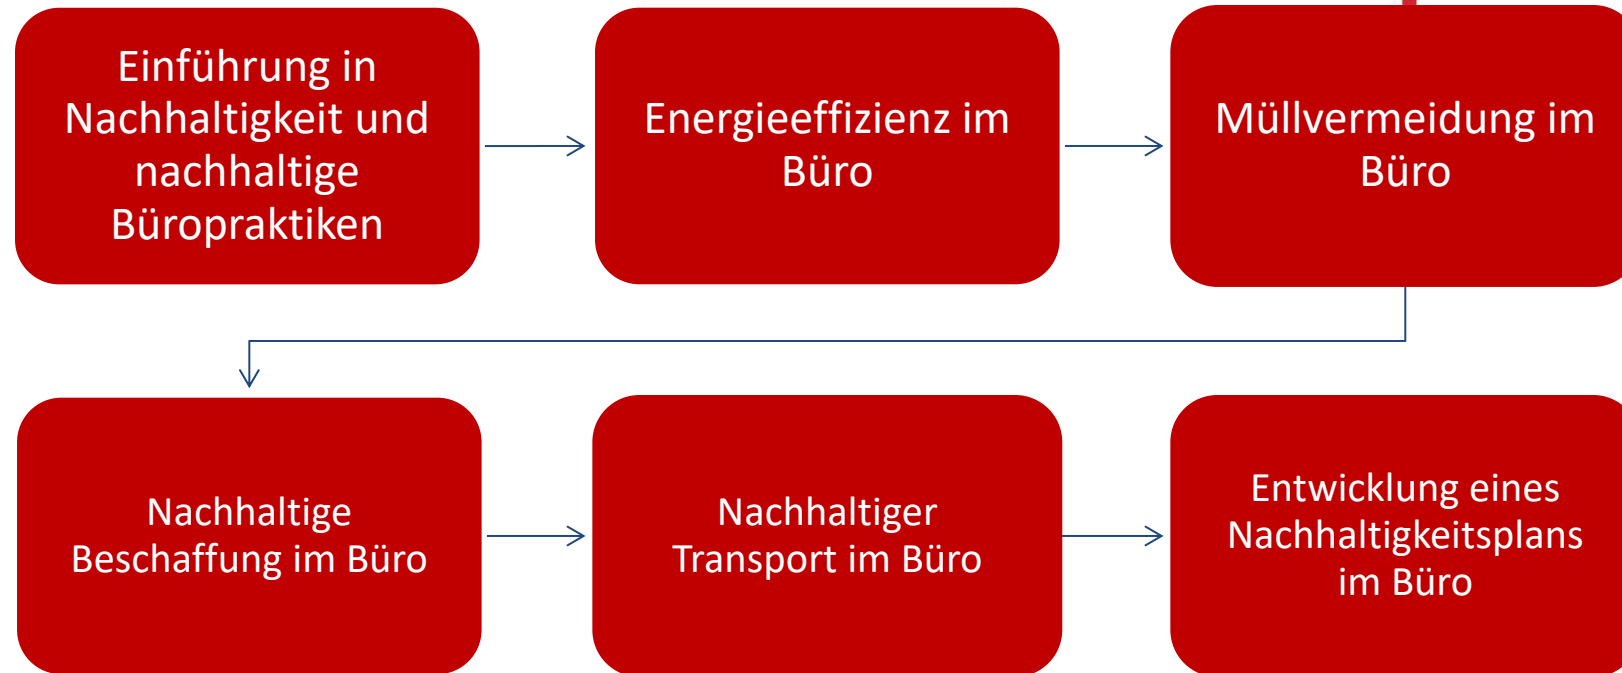 Einführung in
Nachhaltigkeit und
nachhaltige
Büropraktiken
Energieeffizienz im
Büro
Müllvermeidung im
Büro
Nachhaltige
Beschaffung im Büro
Nachhaltiger
Transport im Büro
Entwicklung eines
Nachhaltigkeitsplans
im Büro